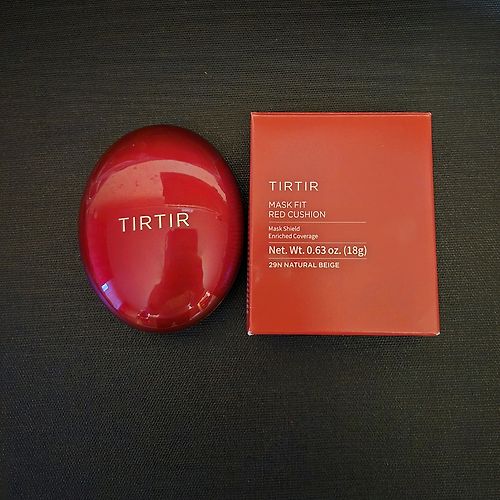 TIRTIR
TIRTIR
MASK FIT
RED CUSHION
Mask Shield
Enriched Coverage
Net. Wt. 0.63 oz. (18g)
29N NATURAL BEIGE